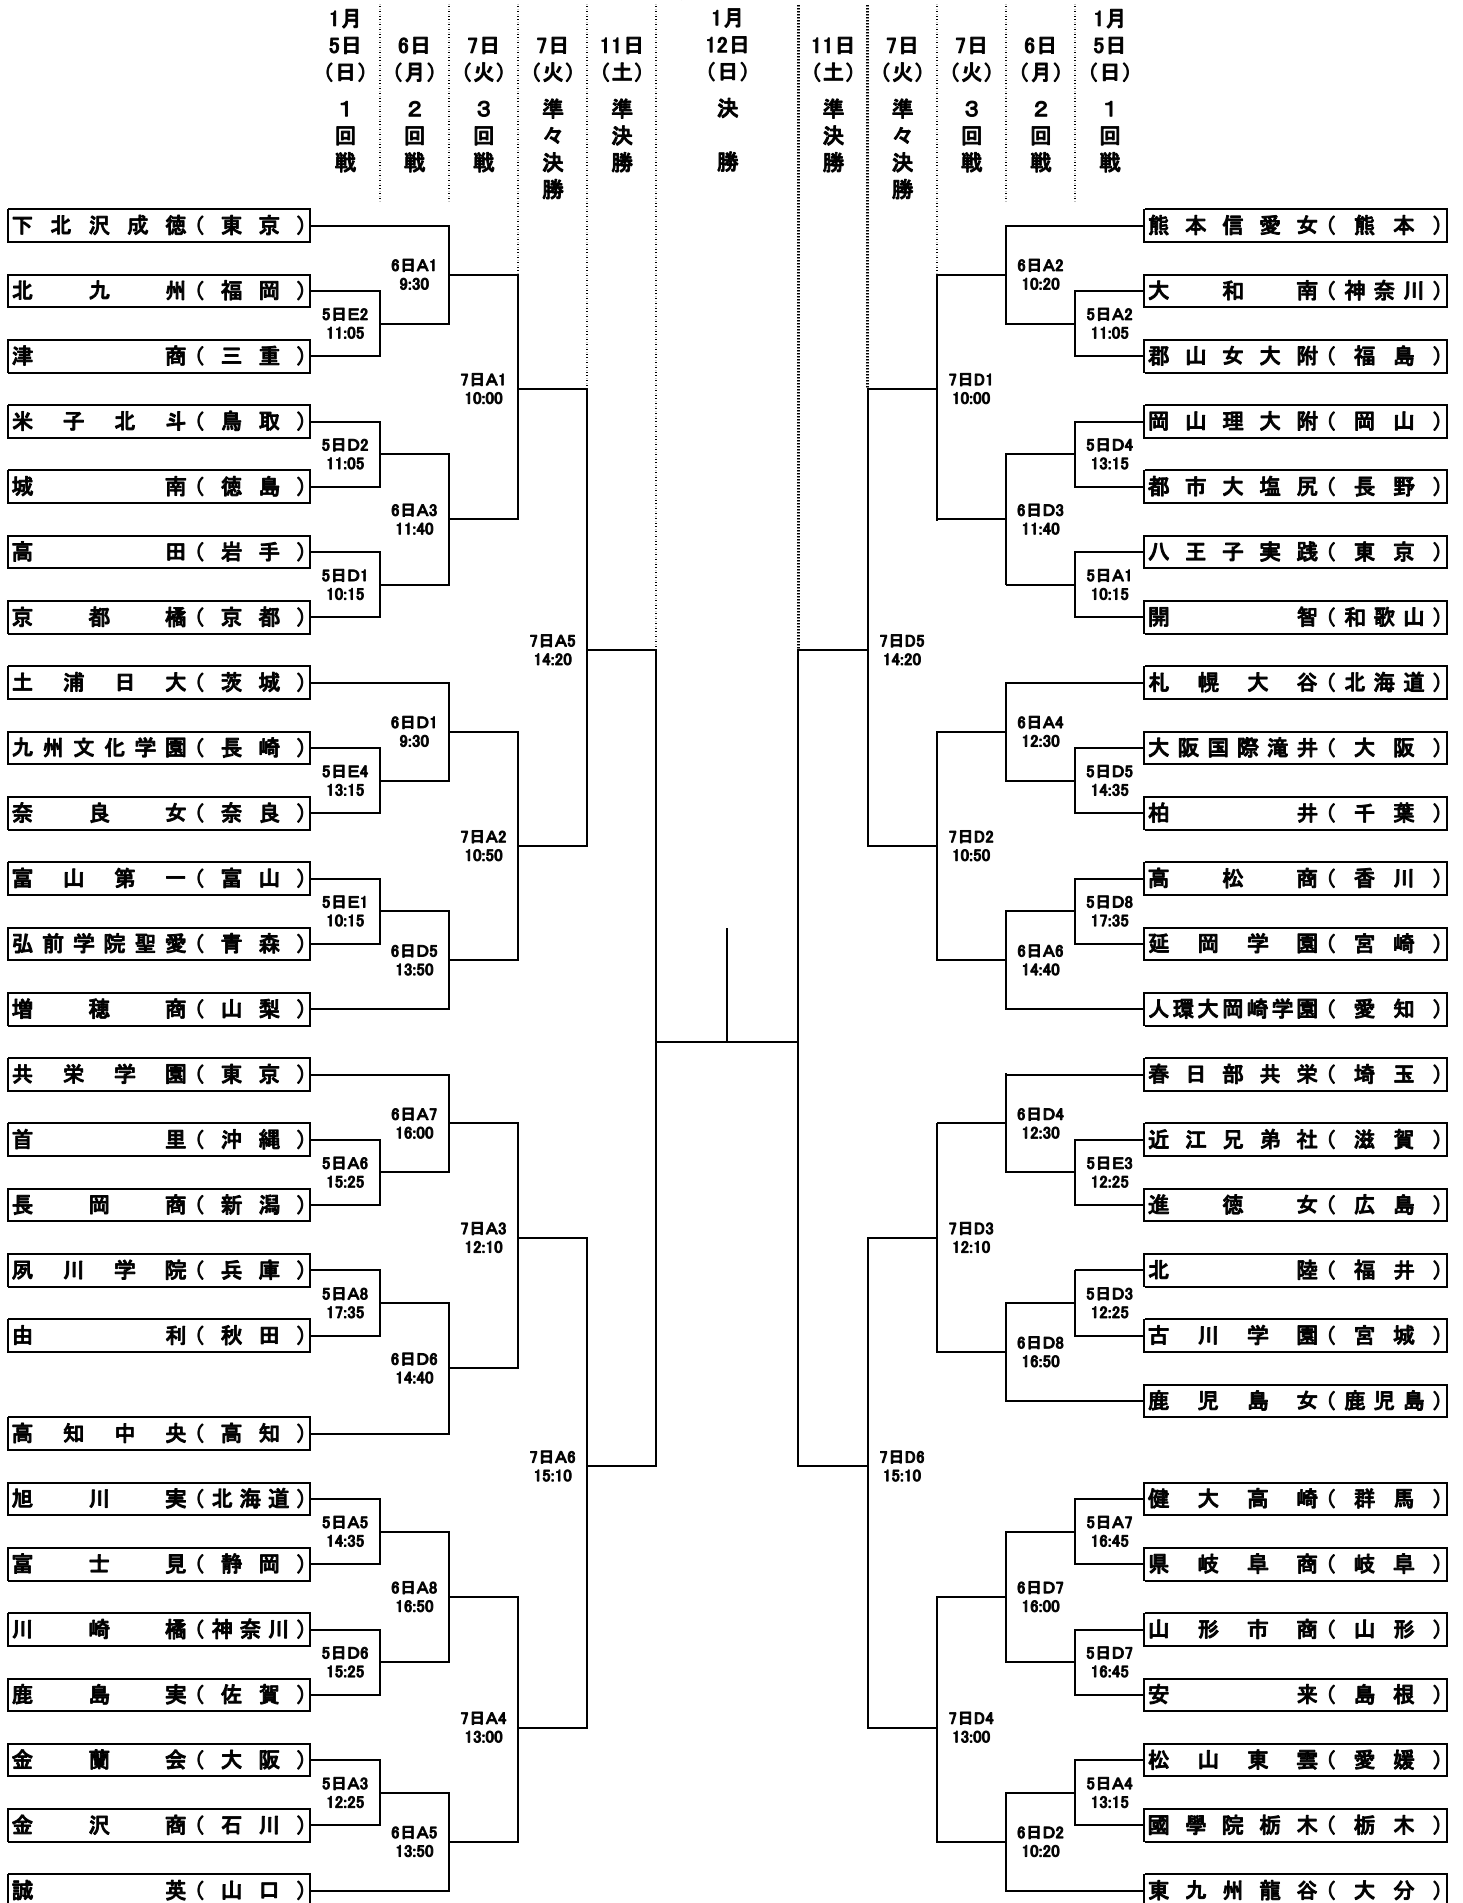 1月
5日
（日）
1回戦
6日
（月）
2回戦
7日
（火）
3回戦
7日
（火）
準々決勝
11日
（土）
準決勝
1月
12日
（日）
決勝
11日
（土）
準決勝
7日
（火）
準々決勝
7日
（火）
3回戦
6日
（月）
2回戦
1月
5日
（日）
1回戦
下北沢成徳（東京）
北九州（福岡）
津商（三重）
米子北斗（鳥取）
城南（徳島）
高田（岩手）
京都橘（京都）
土浦日大（茨城）
九州文化学園（長崎）
奈良女（奈良）
富山第一（富山）
弘前学院聖愛（青森）
増穂商（山梨）
共栄学園（東京）
首里（沖縄）
長岡商（新潟）
夙川学院（兵庫）
由利（秋田）
高知中央（高知）
旭川実（北海道）
富士見（静岡）
川崎橘（神奈川）
鹿島実（佐賀）
金蘭会（大阪）
金沢商（石川）
誠英（山口）
5日E2
11:05
5日D2
11:05
5日D1
10:15
5日E4
13:15
5日E1
10:15
5日A6
15:25
5日A8
17:35
5日A5
14:35
5日D6
15:25
5日A3
12:25
6日A1
9:30
6日A3
11:40
6日D1
9:30
6日D5
13:50
6日A7
16:00
6日D6
14:40
6日A8
16:50
6日A5
13:50
7日A1
10:00
7日A2
10:50
7日A3
12:10
7日A4
13:00
7日A5
14:20
7日A6
15:10
7日D5
14:20
7日D6
15:10
7日D1
10:00
7日D2
10:50
7日D3
12:10
7日D4
13:00
6日A2
10:20
6日D3
11:40
6日A4
12:30
6日A6
14:40
6日D4
12:30
6日D8
16:50
6日D7
16:00
6日D2
10:20
5日A2
11:05
5日D4
13:15
5日A1
10:15
5日D5
14:35
5日D8
17:35
5日E3
12:25
5日D3
12:25
5日A7
16:45
5日D7
16:45
5日A4
13:15
熊本信愛女（熊本）
大和南（神奈川）
郡山女大附（福島）
岡山理大附（岡山）
都市大塩尻（長野）
八王子実践（東京）
開智（和歌山）
札幌大谷（北海道）
大阪国際滝井（大阪）
柏井（千葉）
高松商（香川）
延岡学園（宮崎）
人環大岡崎学園（愛知）
春日部共栄（埼玉）
近江兄弟社（滋賀）
進徳女（広島）
北陸（福井）
古川学園（宮城）
鹿児島女（鹿児島）
健大高崎（群馬）
県岐阜商（岐阜）
山形市商（山形）
安来（島根）
松山東雲（愛媛）
國學院栃木（栃木）
東九州龍谷（大分）